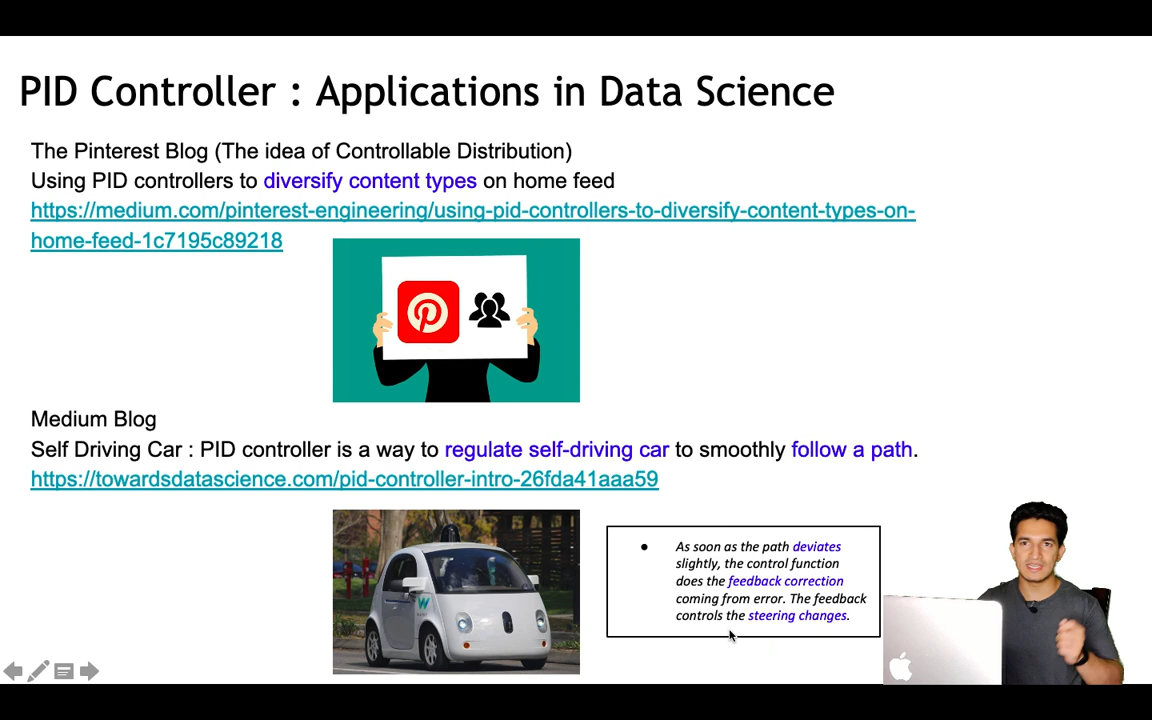 PID Controller : Applications in Data Science
The Pinterest Blog (The idea of Controllable Distribution)
Using PID controllers to diversify content types on home feed
https://medium.com/pinterest-engineering/using-pid-controllers-to-diversify-content-types-on-
home-feed-1c7195c89218
Medium Blog
Self Driving Car : PID controller is a way to regulate self-driving car to smoothly follow a path.
https://towardsdatascience.com/pid-controller-intro-26fda41aaa59
● As soon as the path deviates
slightly, the control function
does the feedback correction
coming from error. The feedback
controls the steering changes.